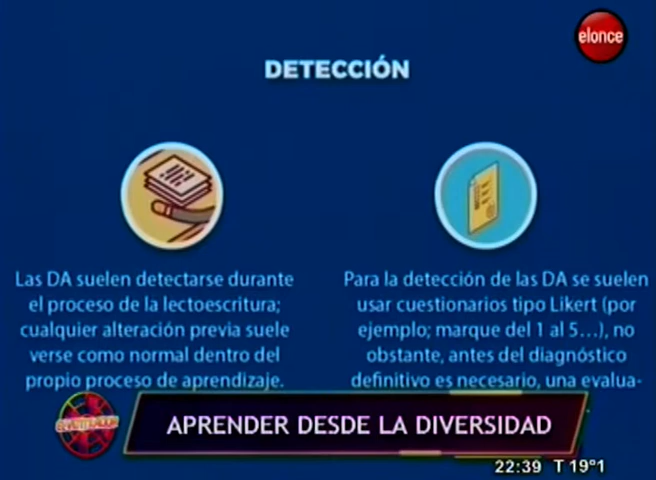 elonce
DETECCIÓN
Las DA suelen detectarse durante
el proceso de la lectoescritura;
cualquier alteración previa suele
verse como normal dentro del
propio proceso de aprendizaje.
Para la detección de las DA se suelen
usar cuestionarios tipo Likert (por
ejemplo; marque del 1 al 5...), no
obstante, antes del diagnóstico
definitivo es necesario, una evalua-
APRENDER DESDE LA DIVERSIDAD
22:39 T 19°1